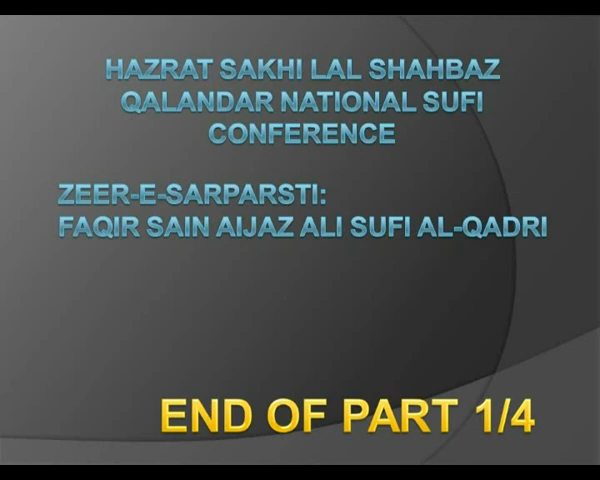 HAZRAT SAKHI LAL SHAHBAZ
QALANDAR NATIONAL SUFI
CONFERENCE
ZEER-E-SARPARSTI:
FAQIR SAIN AIJAZ ALI SUFI AL-QADRI
END OF PART 1/4